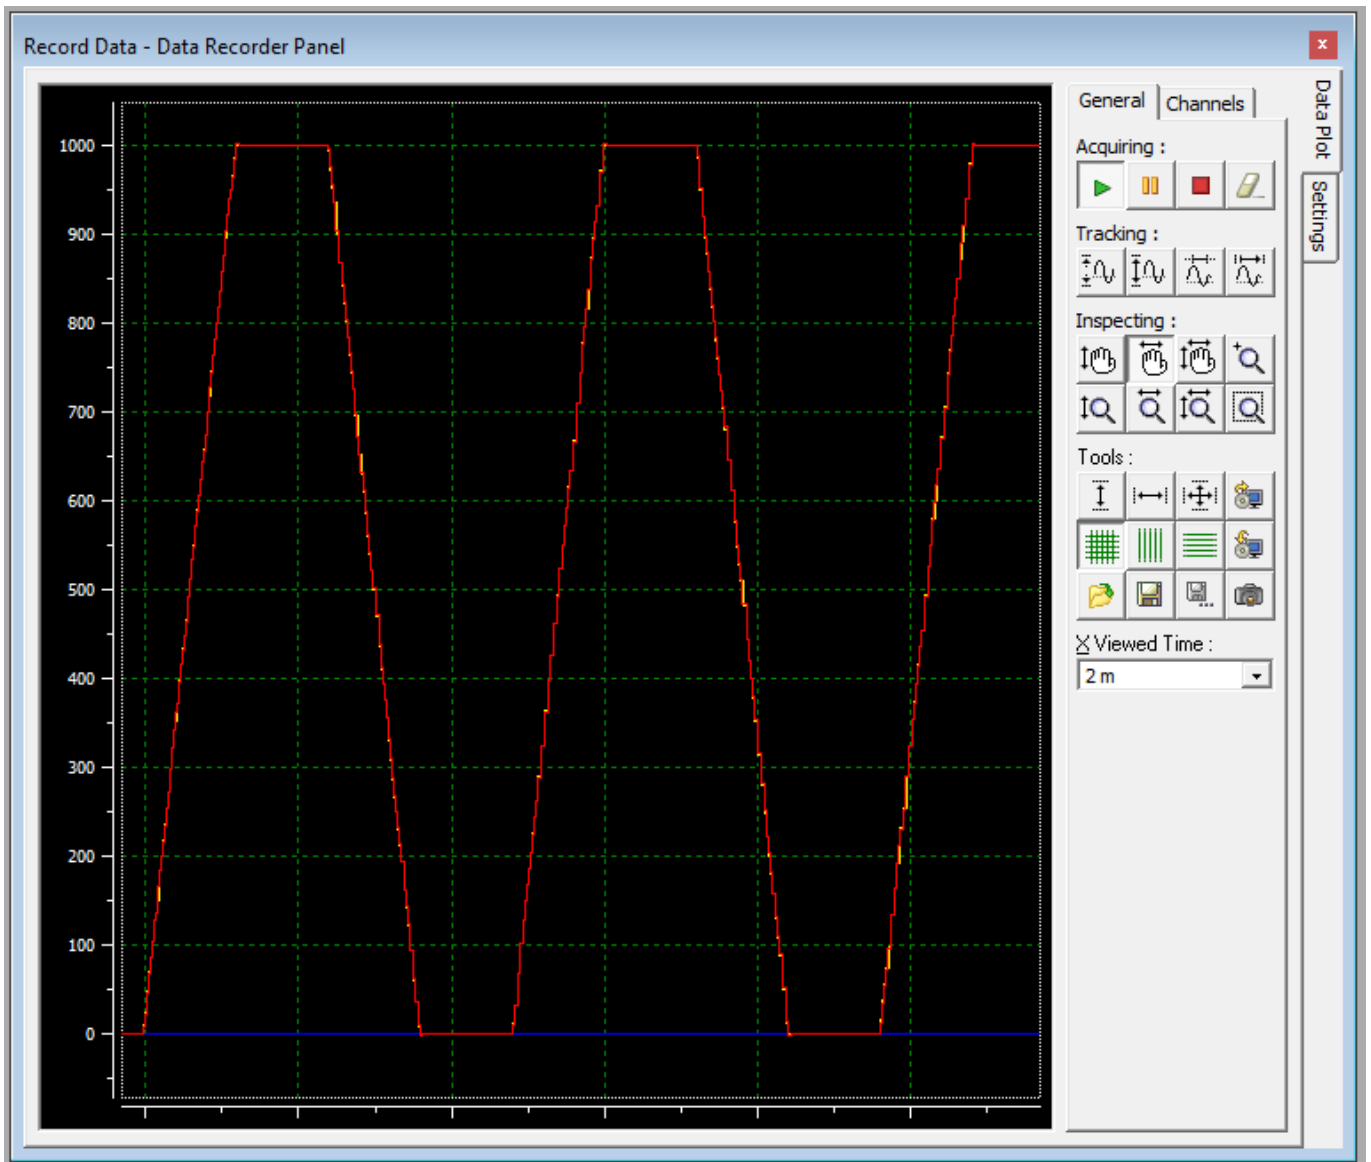 Record Data - Data Recorder Panel
x
General
Channels
Data Plot
Settings
Acquiring :
Tracking :
Inspecting :
Tools :
X Viewed Time :
2 m
1000
900
800
700
600
500
400
300
200
100
0